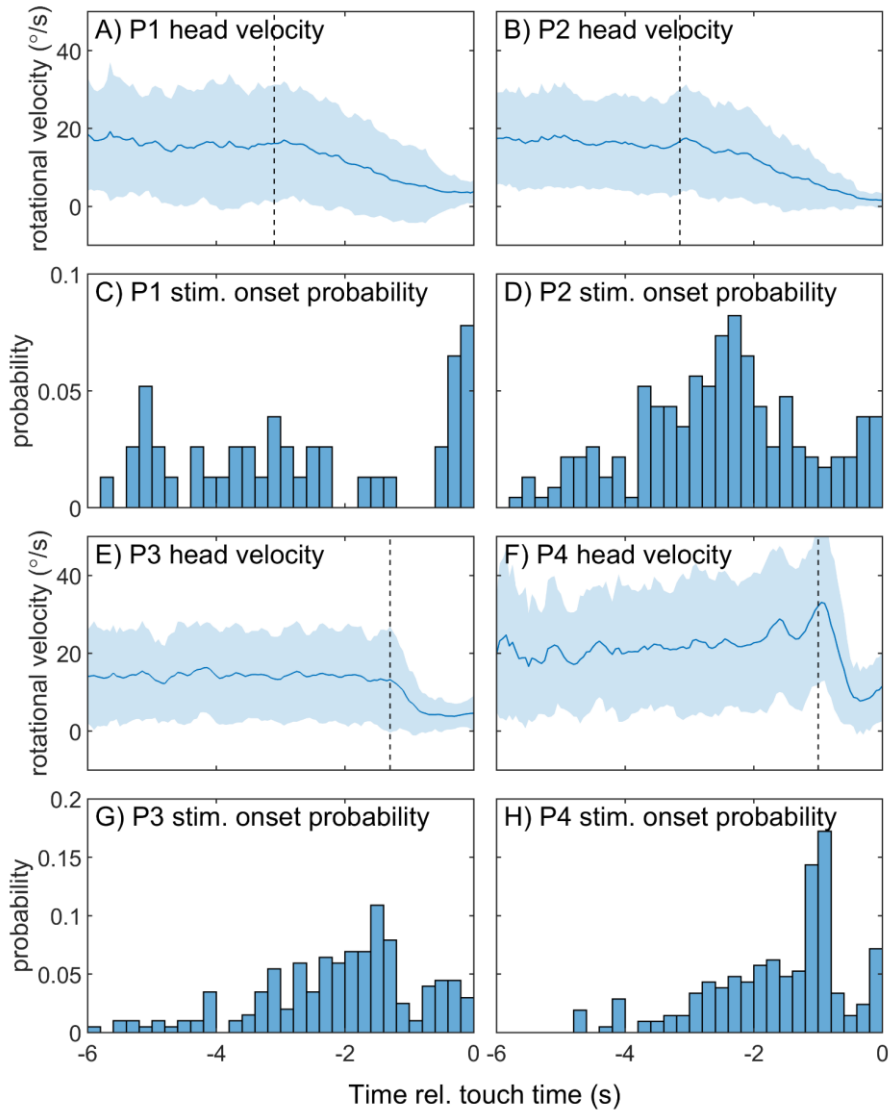 A) P1 head velocity
B) P2 head velocity
rotational velocity (°/s)
40
20
0
C) P1 stim. onset probability
D) P2 stim. onset probability
probability
0.1
0.05
0
E) P3 head velocity
F) P4 head velocity
rotational velocity (°/s)
40
20
0
G) P3 stim. onset probability
H) P4 stim. onset probability
probability
0.2
0.15
0.1
0.05
0
-6 -4 -2 0 -6 -4 -2 0
Time rel. touch time (s)